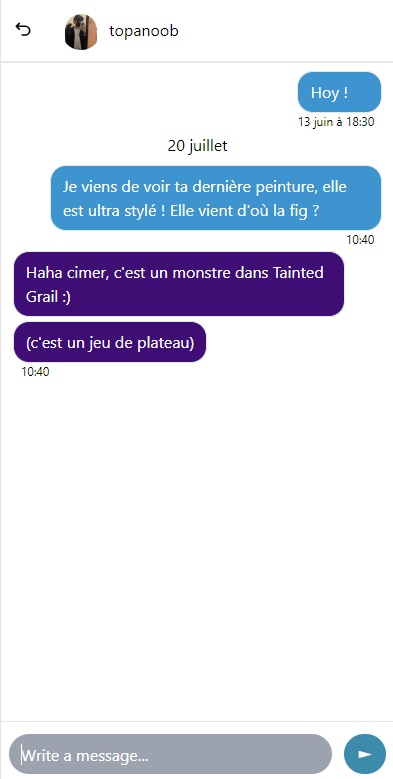 topanoob
Hoy !
13 juin à 18:30
20 juillet
Je viens de voir ta dernière peinture, elle
est ultra stylé ! Elle vient d'où la fig ?
10:40
Haha cimer, c'est un monstre dans Tainted
Grail :)
(c'est un jeu de plateau)
10:40
Write a message...